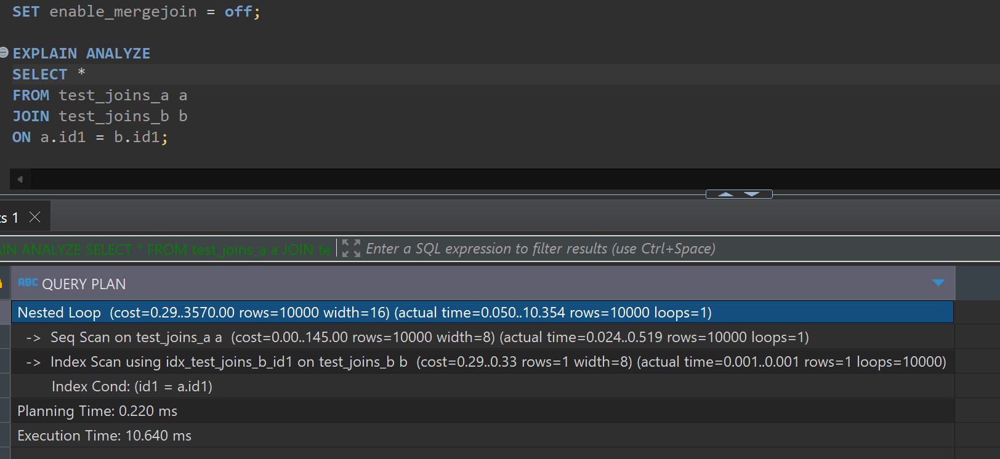 SET enable_mergejoin = off;
EXPLAIN ANALYZE
SELECT *
FROM test_joins_a a
JOIN test_joins_b b
ON a.id1 = b.id1;
ts 1
AIN ANALYZE SELECT * FROM test_joins_a a JOIN te Enter a SQL expression to filter results (use Ctrl+Space)
ABC QUERY PLAN
Nested Loop (cost=0.29..3570.00 rows=10000 width=16) (actual time=0.050..10.354 rows=10000 loops=1)
-> Seq Scan on test_joins_a a (cost=0.00..145.00 rows=10000 width=8) (actual time=0.024..0.519 rows=10000 loops=1)
-> Index Scan using idx_test_joins_b_id1 on test_joins_b b (cost=0.29..0.33 rows=1 width=8) (actual time=0.001..0.001 rows=1 loops=10000)
Index Cond: (id1 = a.id1)
Planning Time: 0.220 ms
Execution Time: 10.640 ms